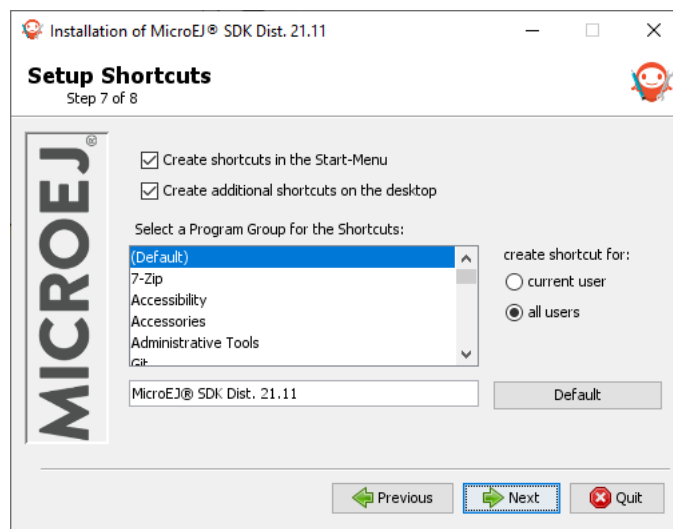 Installation of MicroEJ® SDK Dist. 21.11
Setup Shortcuts
Step 7 of 8
MICROEJ®
Create shortcuts in the Start-Menu
Create additional shortcuts on the desktop
Select a Program Group for the Shortcuts:
(Default)
7-Zip
Accessibility
Accessories
Administrative Tools
Git
create shortcut for:
current user
all users
MicroEJ® SDK Dist. 21.11
Default
Previous
Next
Quit